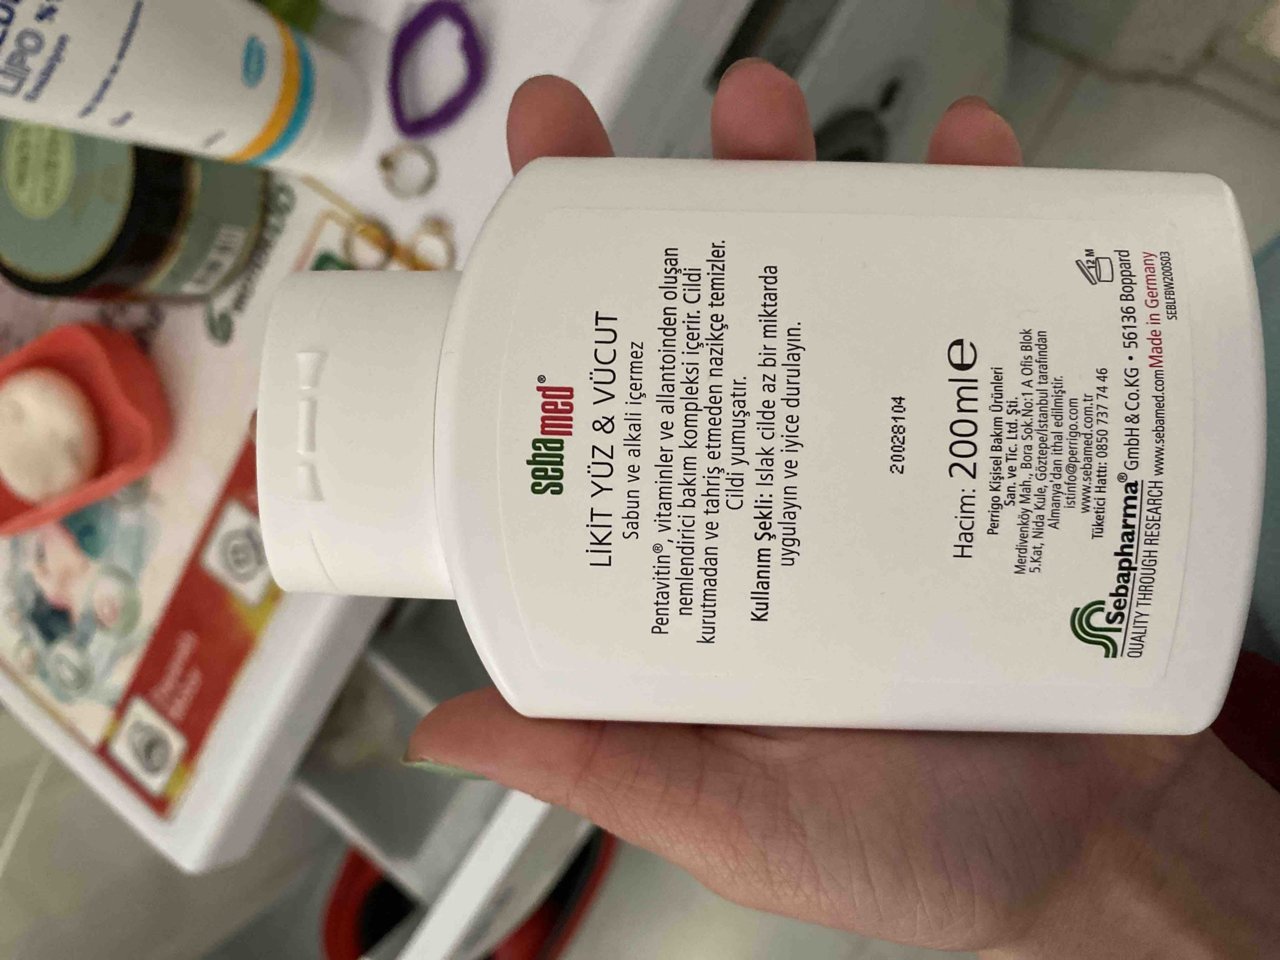 sebamed®
LİKİT YÜZ & VÜCUT
Sabun ve alkali içermez
Pentavitin®, vitaminler ve allantoinden oluşan
nemlendirici bakım kompleksi içerir. Cildi
kurutmadan ve tahriş etmeden nazikçe temizler.
Cildi yumuşatır.
Kullanım Şekli: Islak cilde az bir miktarda
uygulayın ve iyice durulayın.
20028104
Hacim: 200 ml e
Perrigo Kişisel Bakım Ürünleri
San. ve Tic. Ltd. Şti.
Merdivenköy Mah., Bora Sok.No:1 A Ofis Blok
5.Kat, Nida Kule, Göztepe/İstanbul tarafından
Almanya'dan ithal edilmiştir.
istinfo@perrigo.com
www.sebamed.com.tr
Tüketici Hattı: 0850 737 74 46
12 M
Sebapharma® GmbH & Co.KG • 56136 Boppard
QUALITY THROUGH RESEARCH www.sebamed.com Made in Germany
SEBLFBW200S03
LIPO